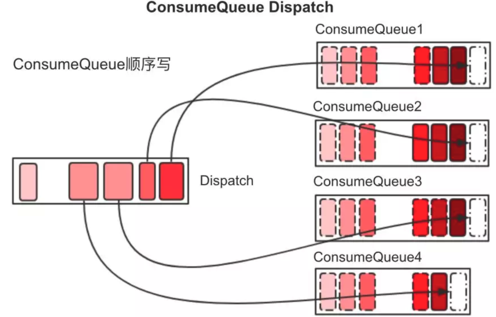 ConsumeQueue Dispatch
ConsumeQueue1
ConsumeQueue顺序写
ConsumeQueue2
Dispatch
ConsumeQueue3
ConsumeQueue4